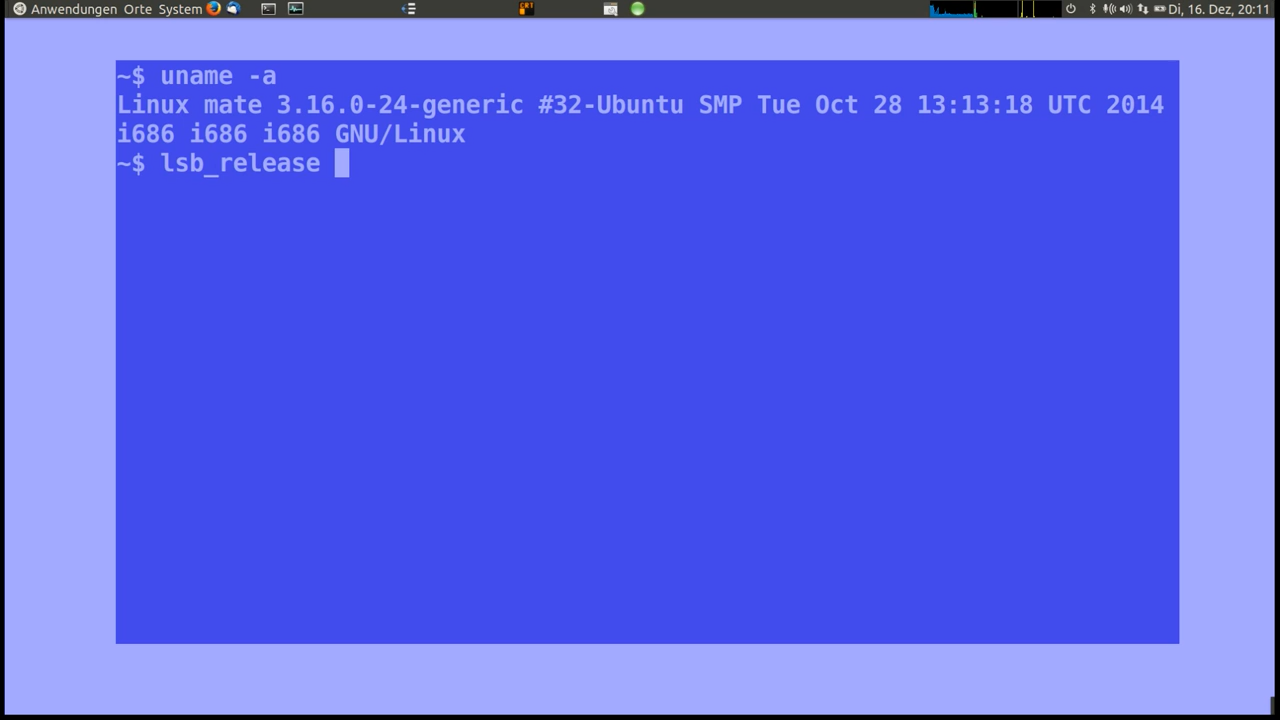 Anwendungen Orte System CRT Di, 16. Dez, 20:11
~$ uname -a
Linux mate 3.16.0-24-generic #32-Ubuntu SMP Tue Oct 28 13:13:18 UTC 2014
i686 i686 i686 GNU/Linux
~$ lsb_release